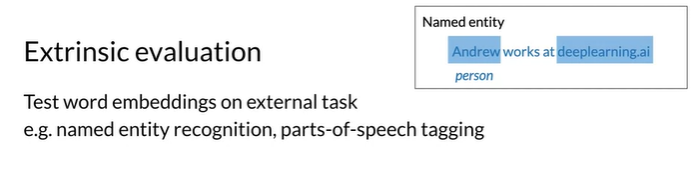 Named entity
Andrew works at deeplearning.ai
person
Extrinsic evaluation
Test word embeddings on external task
e.g. named entity recognition, parts-of-speech tagging